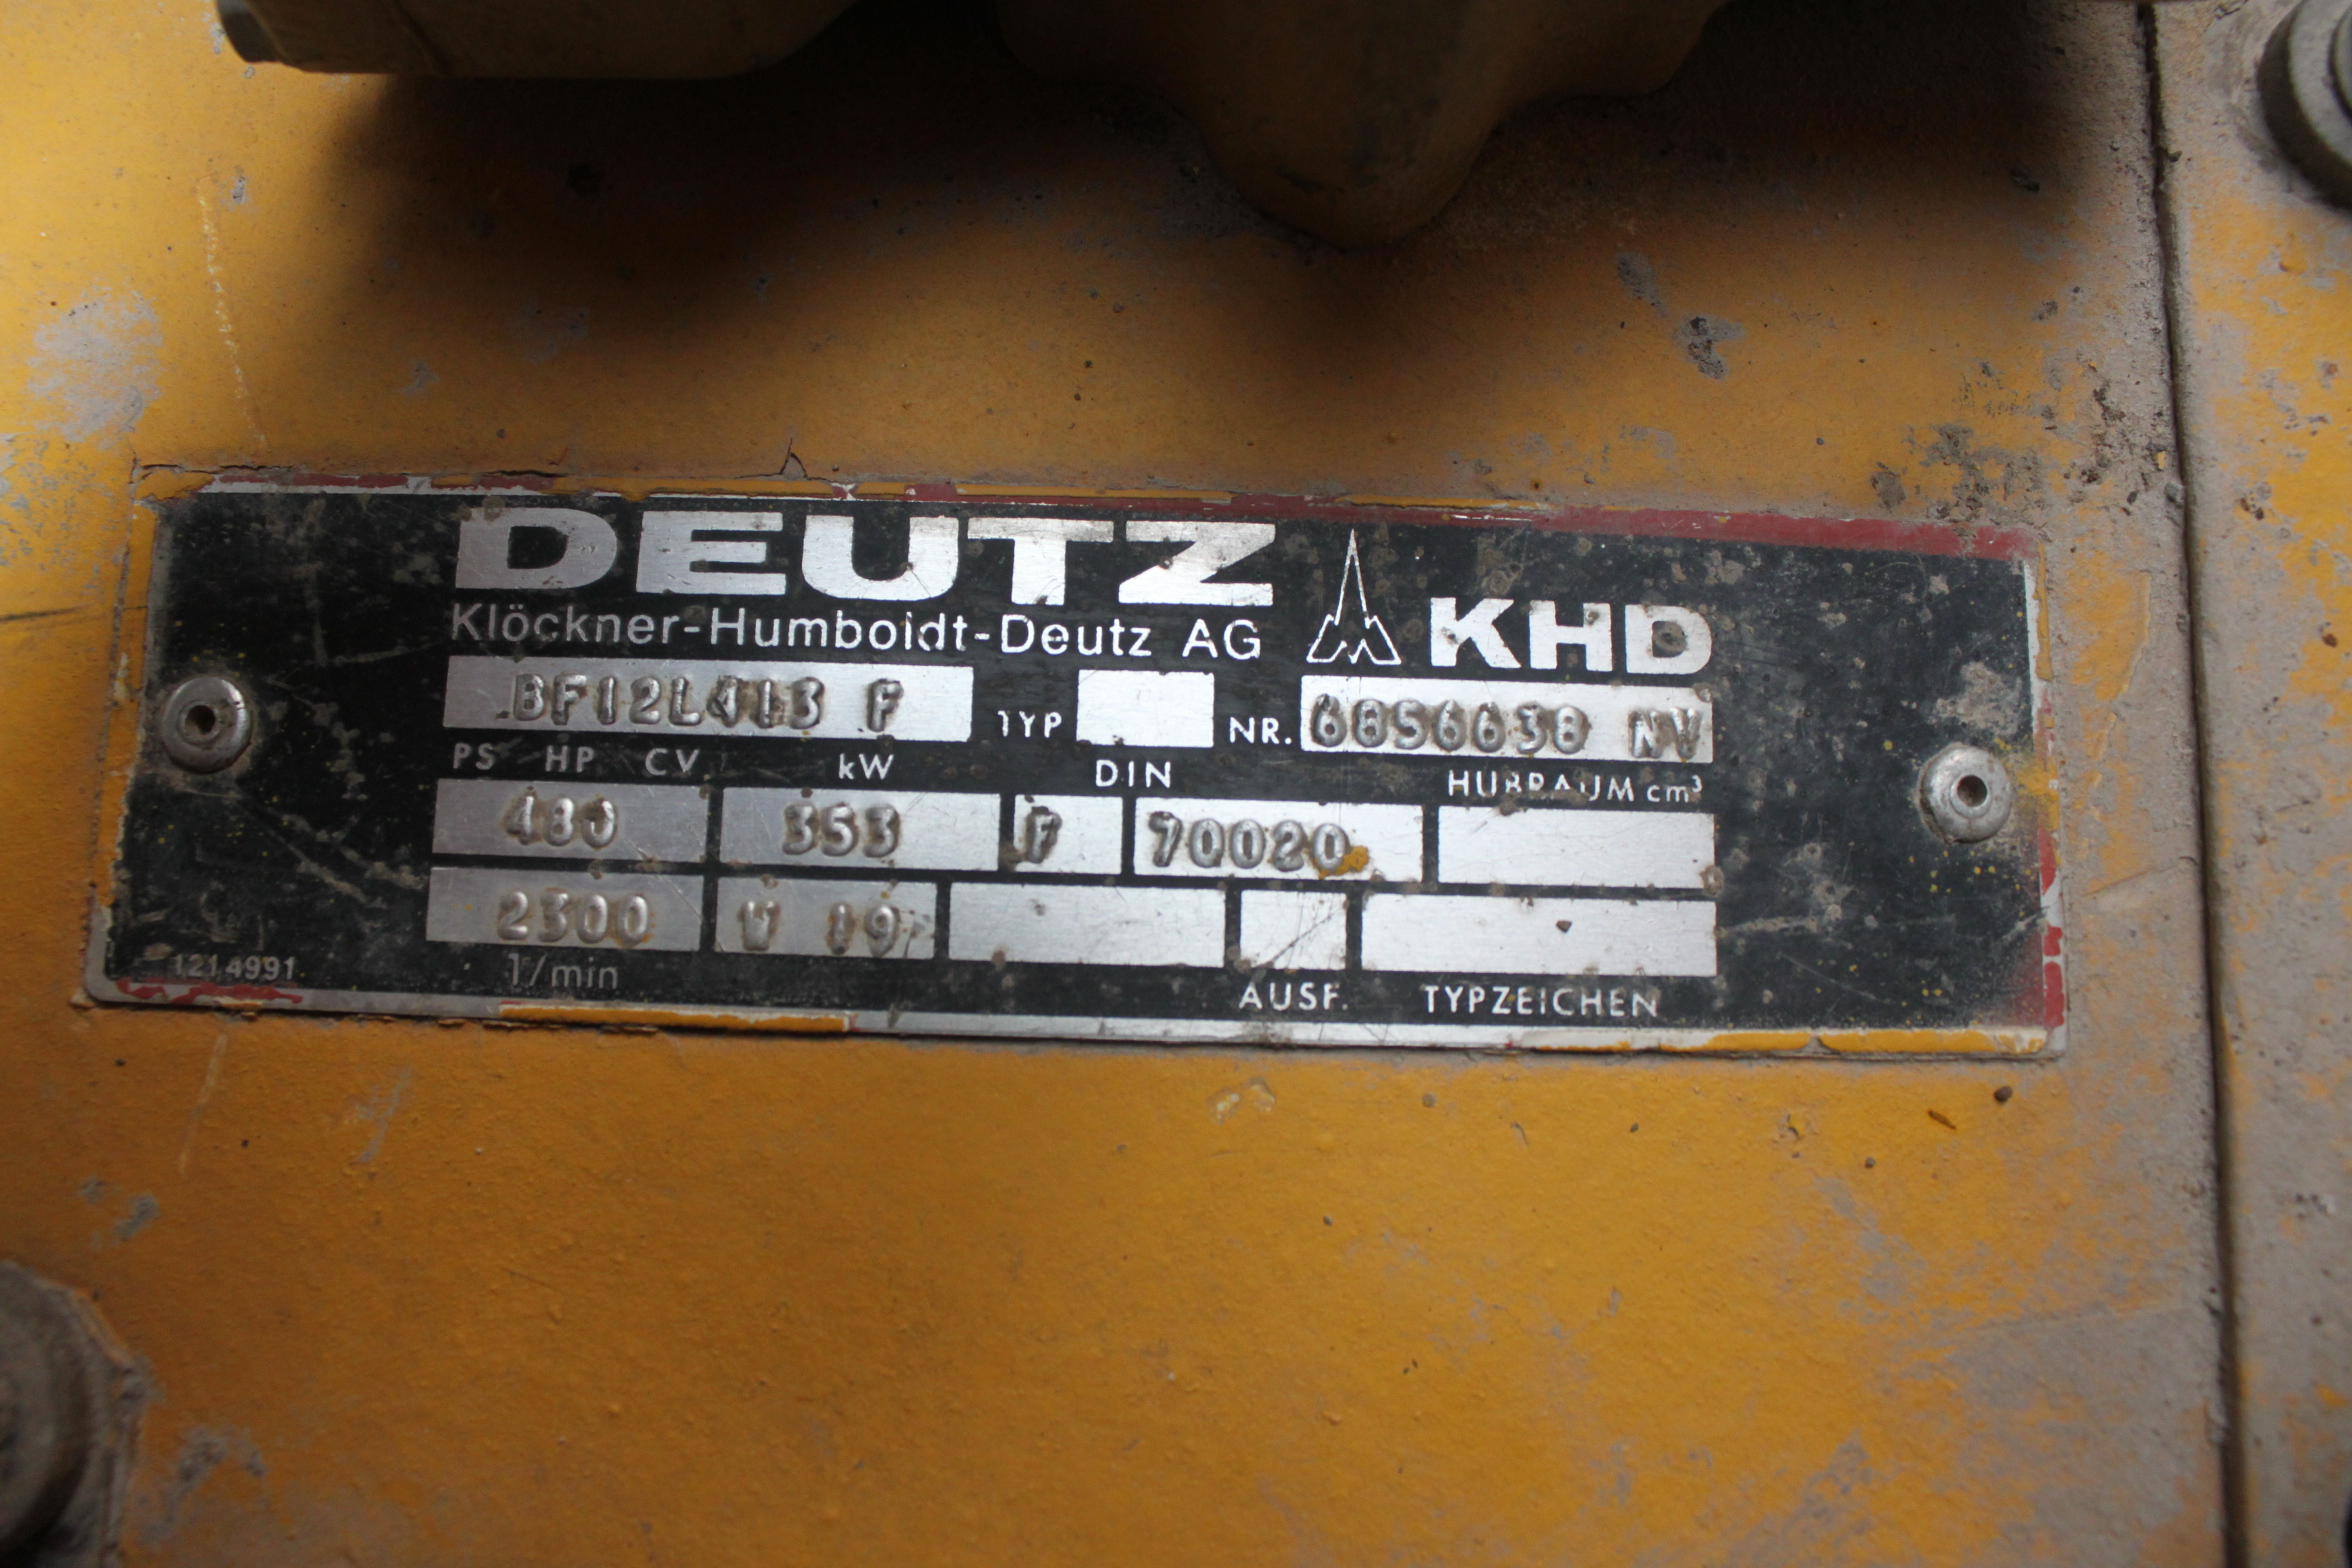 DEUTZ KHD
Klöckner-Humboldt-Deutz AG
BF12L413 F TYP NR. 6856638 NV
PS HP CV kW DIN HUBRAUM cm³
480 353 F 70020
2300 W 19
1214991 1/min AUSF. TYPZEICHEN